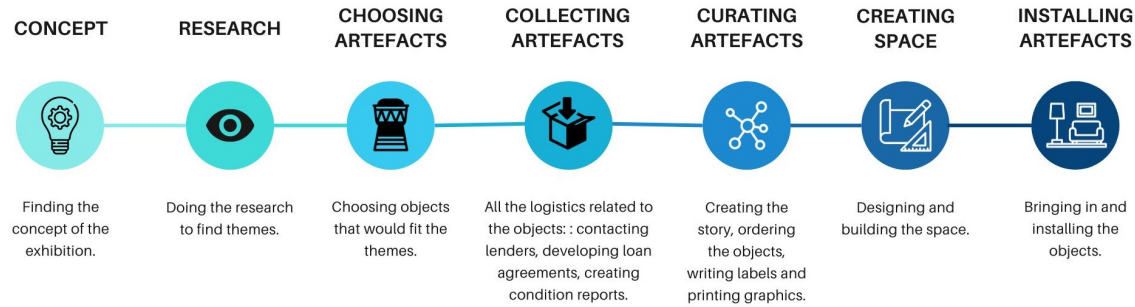 CONCEPT
RESEARCH
CHOOSING
ARTEFACTS
COLLECTING
ARTEFACTS
CURATING
ARTEFACTS
CREATING
SPACE
INSTALLING
ARTEFACTS
Finding the
concept of the
exhibition.
Doing the research
to find themes.
Choosing objects
that would fit the
themes.
All the logistics related to
the objects: : contacting
lenders, developing loan
agreements, creating
condition reports.
Creating the
story, ordering
the objects,
writing labels and
printing graphics.
Designing and
building the space.
Bringing in and
installing the
objects.